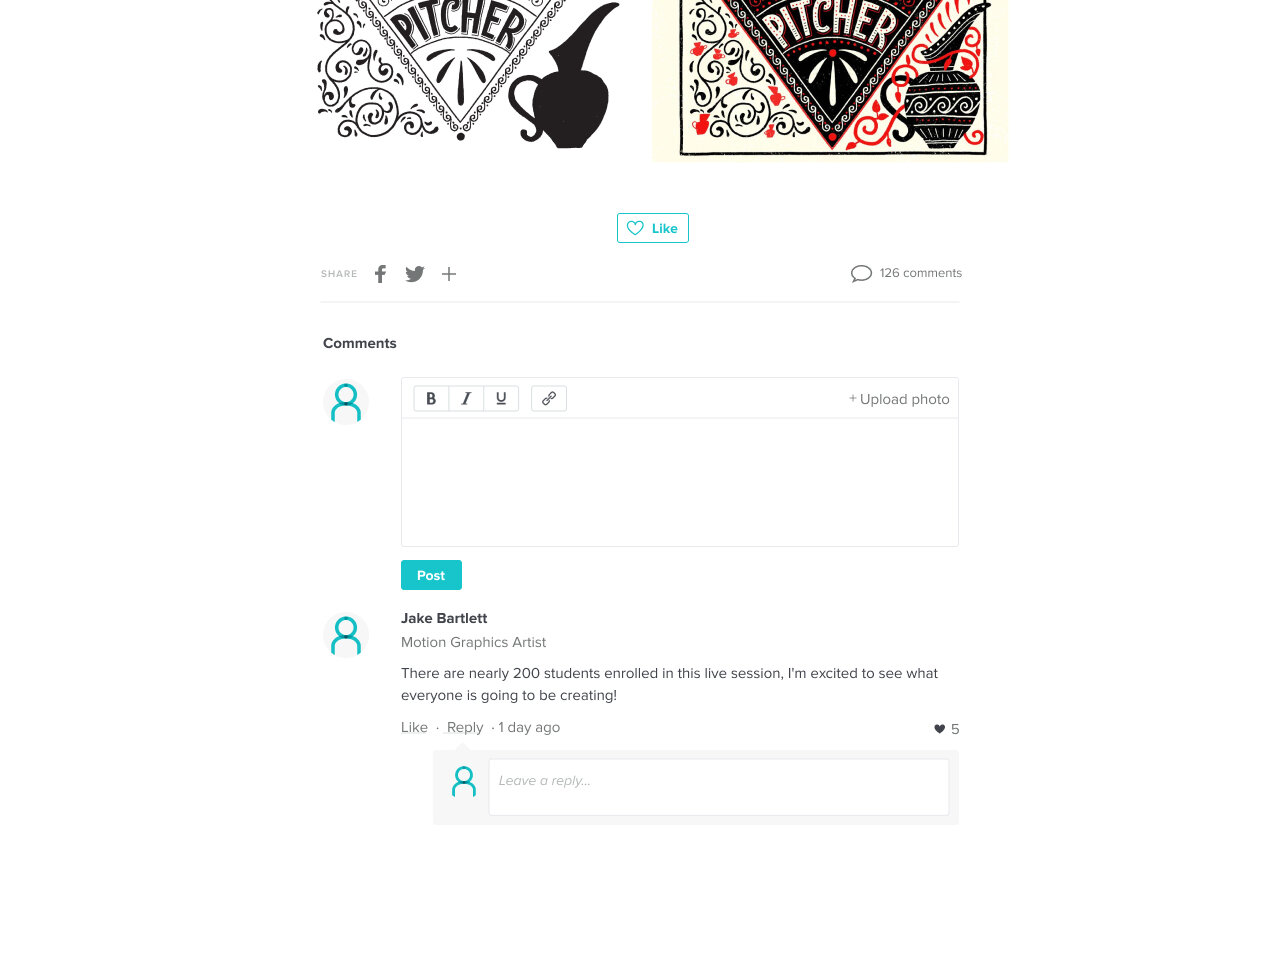 PITCHER
PITCHER
Like
SHARE
126 comments
Comments
B I U
+ Upload photo
Post
Jake Bartlett
Motion Graphics Artist
There are nearly 200 students enrolled in this live session, I'm excited to see what
everyone is going to be creating!
Like · Reply · 1 day ago
5
Leave a reply...